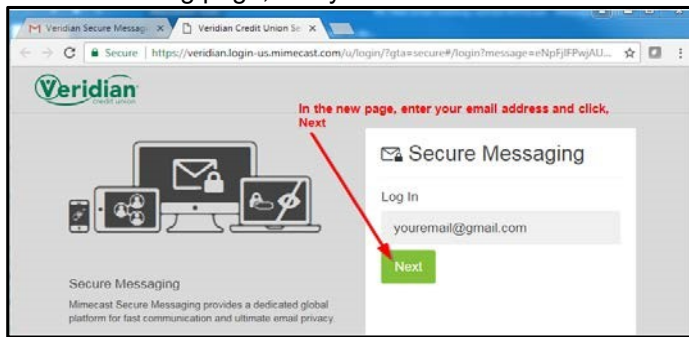 Veridian Secure Messag
Veridian Credit Union Se
Secure | https://veridian.login-us.mimecast.com/u/login/?gta=secure#/login?message=eNpFjlFPwjAU...
Veridian
credit union
In the new page, enter your email address and click,
Next
Secure Messaging
Log In
youremail@gmail.com
Next
Secure Messaging
Mimecast Secure Messaging provides a dedicated global
platform for fast communication and ultimate email privacy.